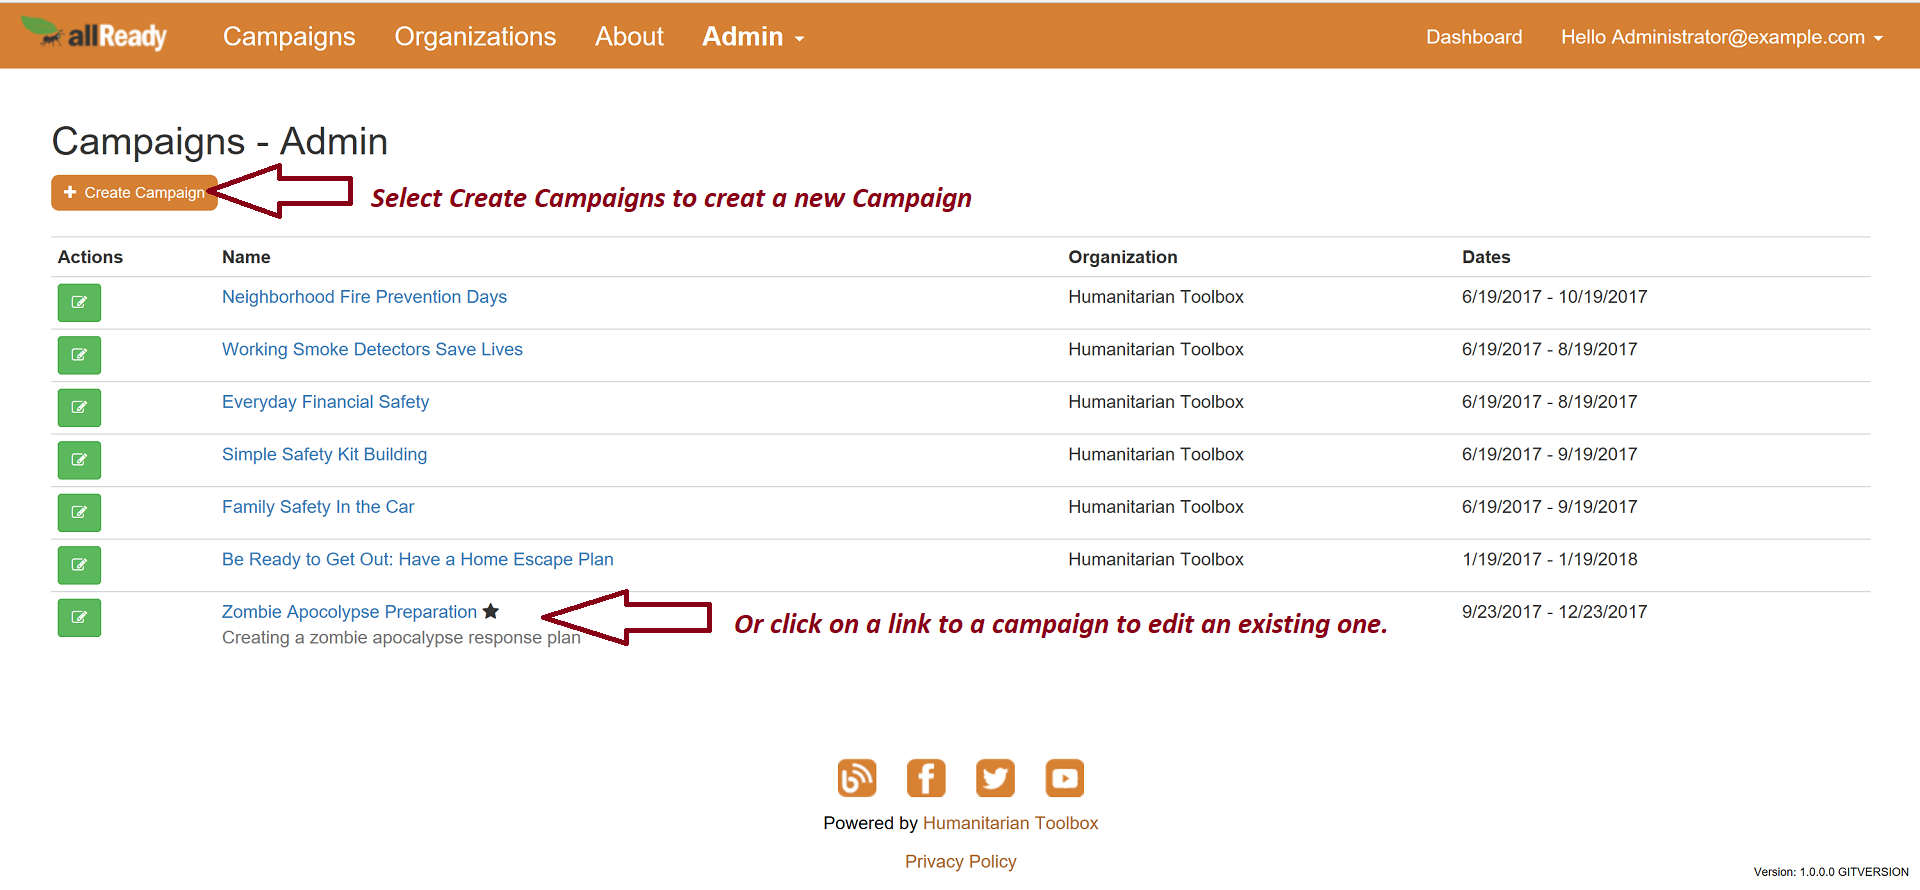 allReady Campaigns Organizations About Admin Dashboard Hello Administrator@example.com
Campaigns - Admin
Create Campaign
Select Create Campaigns to creat a new Campaign
Actions Name Organization Dates
Neighborhood Fire Prevention Days Humanitarian Toolbox 6/19/2017 - 10/19/2017
Working Smoke Detectors Save Lives Humanitarian Toolbox 6/19/2017 - 8/19/2017
Everyday Financial Safety Humanitarian Toolbox 6/19/2017 - 8/19/2017
Simple Safety Kit Building Humanitarian Toolbox 6/19/2017 - 9/19/2017
Family Safety In the Car Humanitarian Toolbox 6/19/2017 - 9/19/2017
Be Ready to Get Out: Have a Home Escape Plan Humanitarian Toolbox 1/19/2017 - 1/19/2018
Zombie Apocolypse Preparation ★ 9/23/2017 - 12/23/2017
Or click on a link to a campaign to edit an existing one.
Creating a zombie apocalypse response plan
Powered by Humanitarian Toolbox
Privacy Policy
Version: 1.0.0.0 GITVERSION